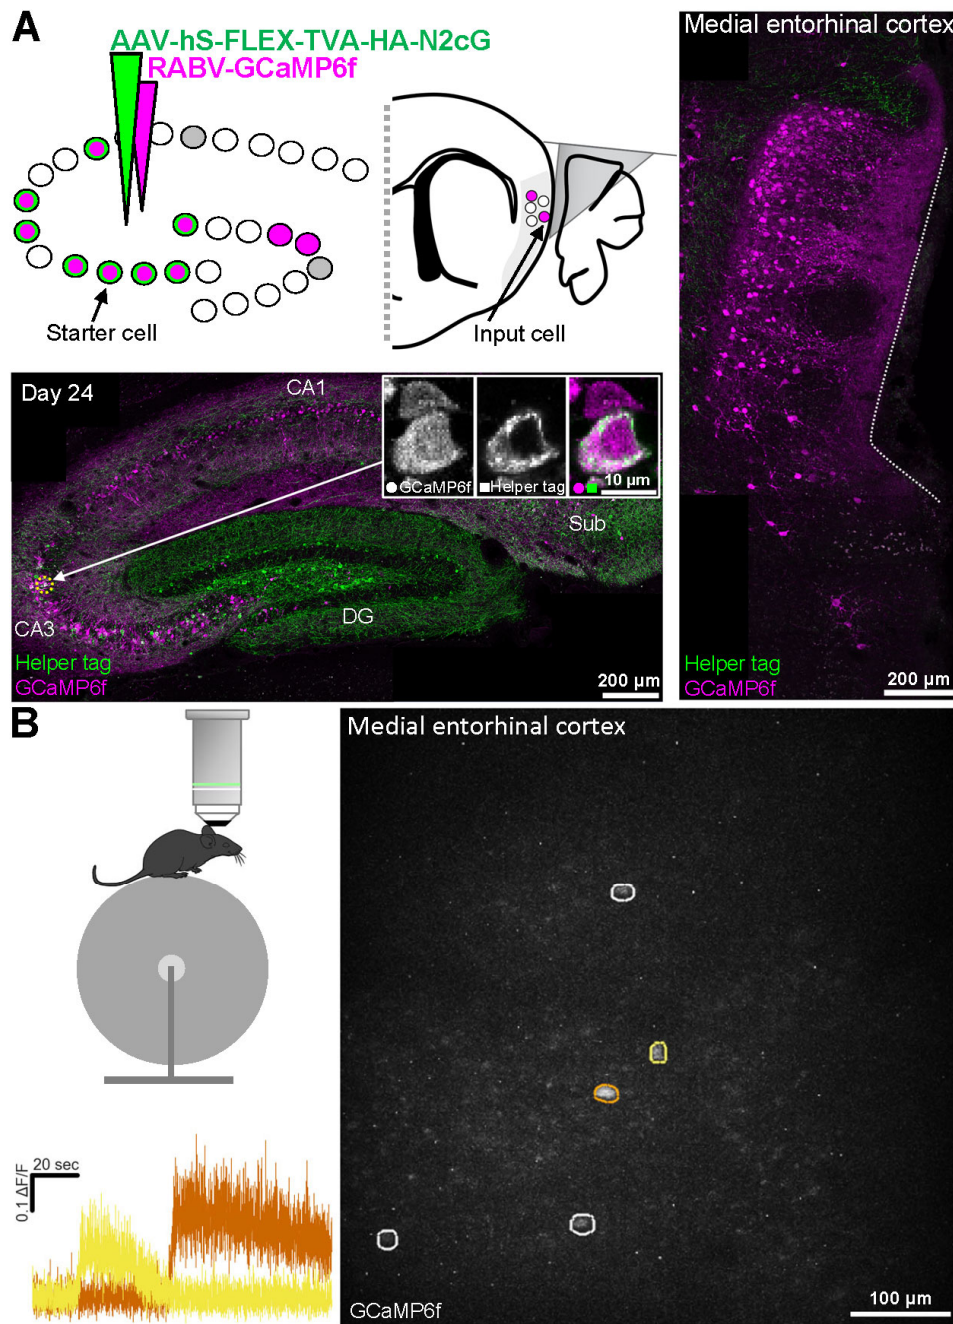 A
AAV-hS-FLEX-TVA-HA-N2cG
RABV-GCaMP6f
Starter cell
Input cell
Medial entorhinal cortex
Helper tag
GCaMP6f
200 µm
Day 24
CA1
GCaMP6f
Helper tag
10 µm
Sub
CA3
DG
Helper tag
GCaMP6f
200 µm
B
20 sec
0.1 ΔF/F
Medial entorhinal cortex
GCaMP6f
100 µm